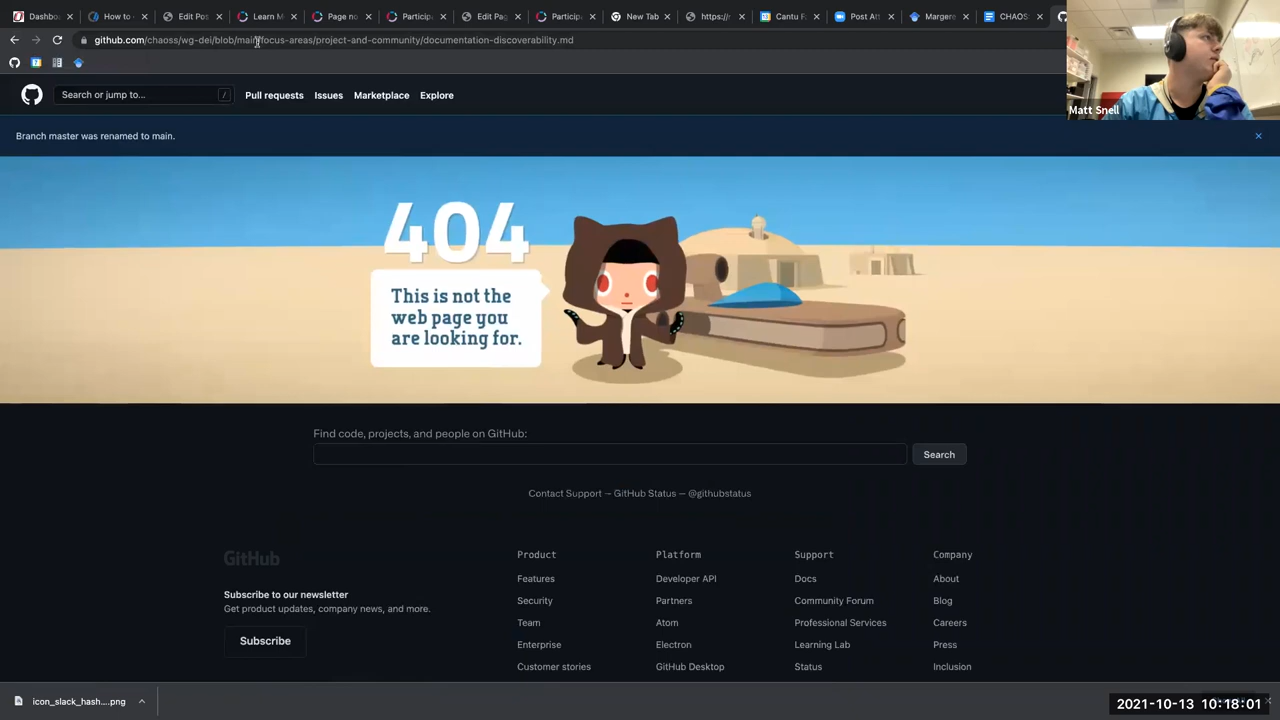 Dashbo
How to
Edit Pos
Learn M
Page no
Particip
Edit Pag
Particip
New Tab
https://
Cantu F
Post Att
Margere
CHAOS
github.com/chaoss/wg-dei/blob/main/focus-areas/project-and-community/documentation-discoverability.md
Matt Snell
Search or jump to...
/
Pull requests
Issues
Marketplace
Explore
Branch master was renamed to main.
404
This is not the
web page you
are looking for.
Find code, projects, and people on GitHub:
Search
Contact Support — GitHub Status — @githubstatus
GitHub
Subscribe to our newsletter
Get product updates, company news, and more.
Subscribe
Product
Features
Security
Team
Enterprise
Customer stories
Platform
Developer API
Partners
Atom
Electron
GitHub Desktop
Support
Docs
Community Forum
Professional Services
Learning Lab
Status
Company
About
Blog
Careers
Press
Inclusion
icon_slack_hash....png
2021-10-13 10:18:01